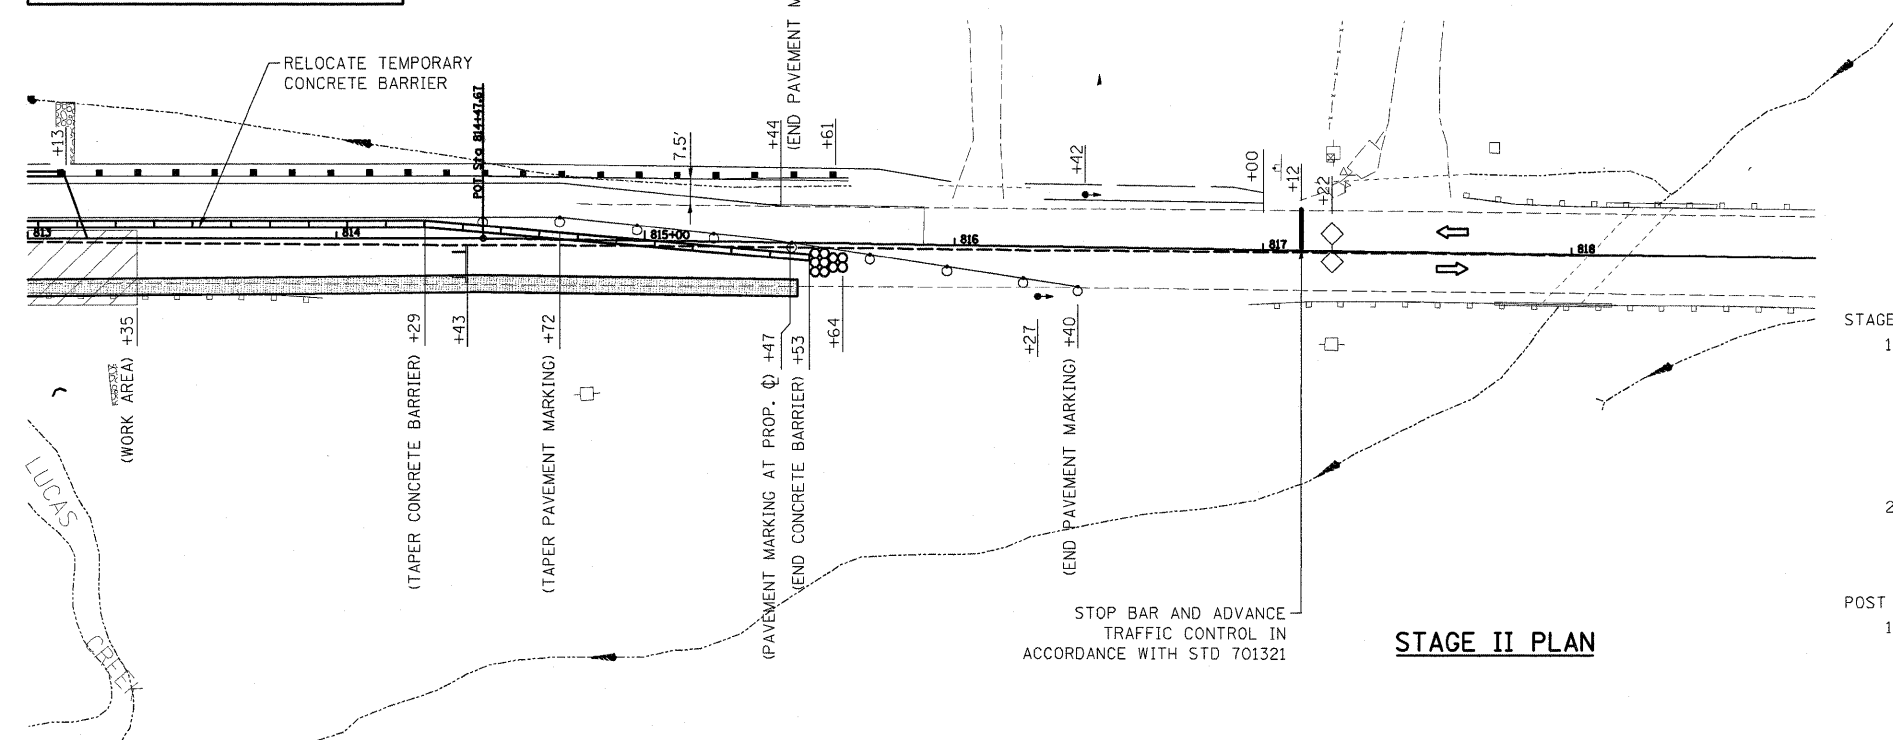 RELOCATE TEMPORARY
CONCRETE BARRIER
+13
POT Sta 814+47.67
7.5'
+44
(END PAVEMENT
+61
+42
+00
+12
+22
813
814
815+00
816
817
818
(WORK AREA) +35
(TAPER CONCRETE BARRIER) +29
+43
(TAPER PAVEMENT MARKING) +72
(PAVEMENT MARKING AT PROP. ℄) +47
(END CONCRETE BARRIER) +53
+64
+27
(END PAVEMENT MARKING) +40
LUCAS
CREEK
STOP BAR AND ADVANCE
TRAFFIC CONTROL IN
ACCORDANCE WITH STD 701321
STAGE II PLAN
STAGE
1
2
POST
1